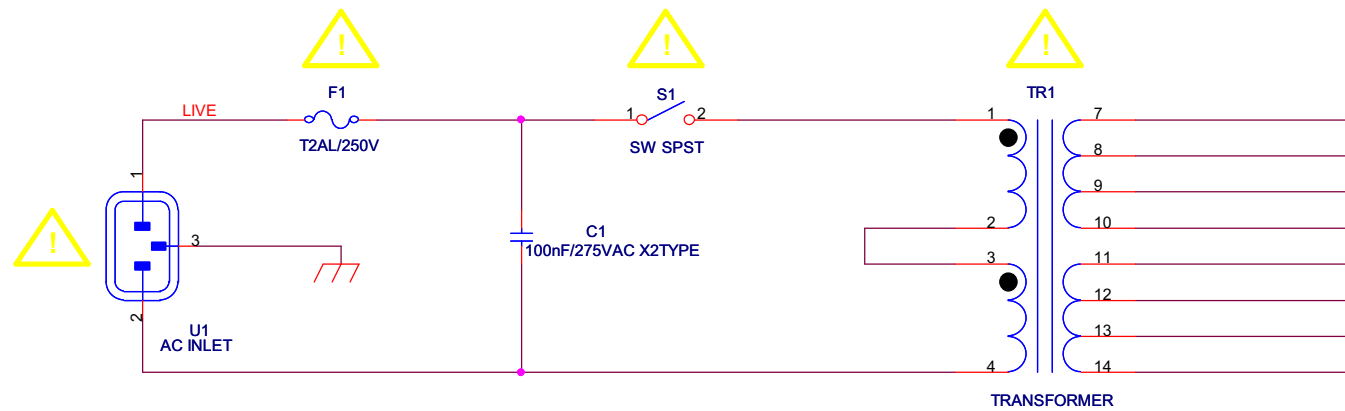 !
!
!
F1
S1
TR1
LIVE
1
2
1
7
T2AL/250V
SW SPST
8
1
9
2
10
!
3
C1
100nF/275VAC X2TYPE
3
11
12
2
U1
13
AC INLET
4
14
TRANSFORMER